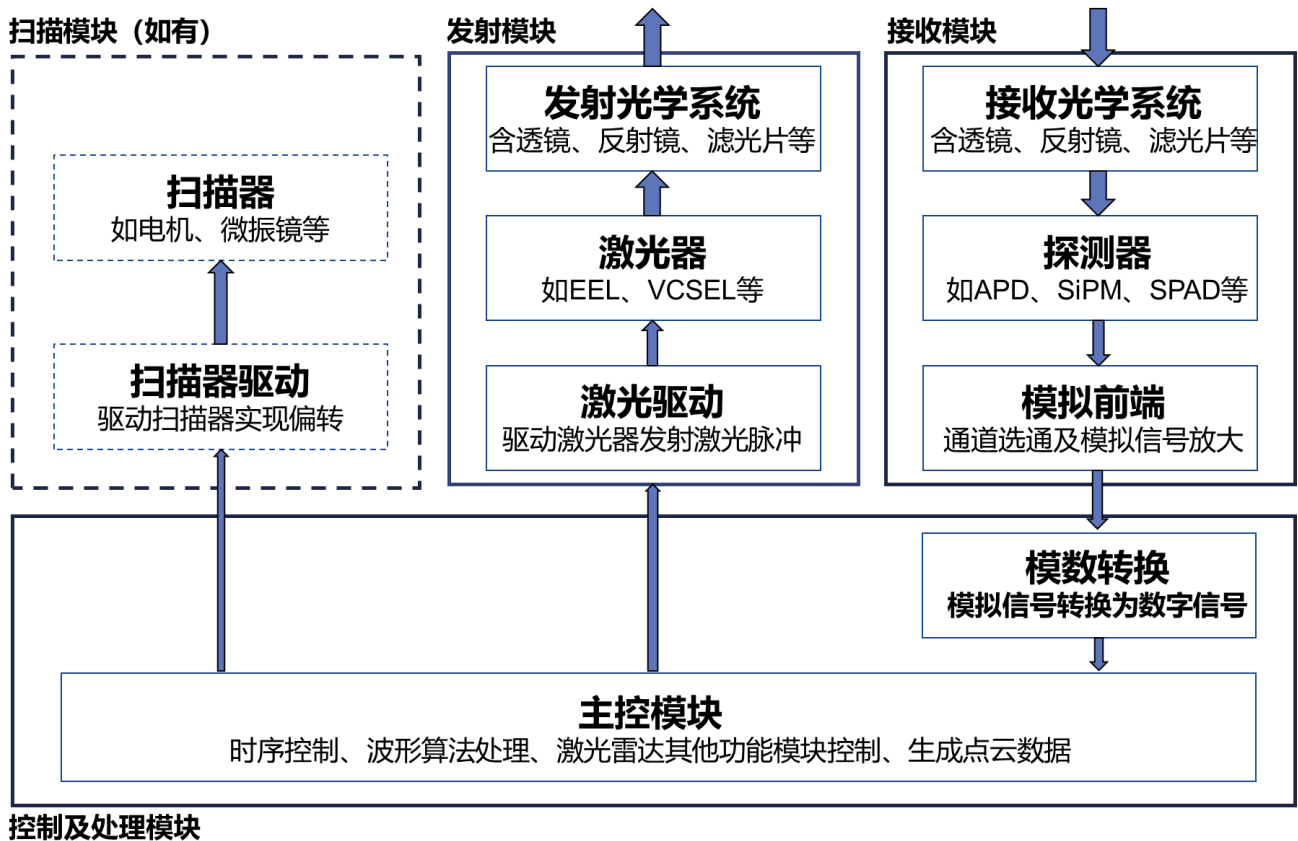 扫描模块（如有）
扫描器
如电机、微振镜等
扫描器驱动
驱动扫描器实现偏转
发射模块
发射光学系统
含透镜、反射镜、滤光片等
激光器
如EEL、VCSEL等
激光驱动
驱动激光器发射激光脉冲
接收模块
接收光学系统
含透镜、反射镜、滤光片等
探测器
如APD、SiPM、SPAD等
模拟前端
通道选通及模拟信号放大
模数转换
模拟信号转换为数字信号
主控模块
时序控制、波形算法处理、激光雷达其他功能模块控制、生成点云数据
控制及处理模块